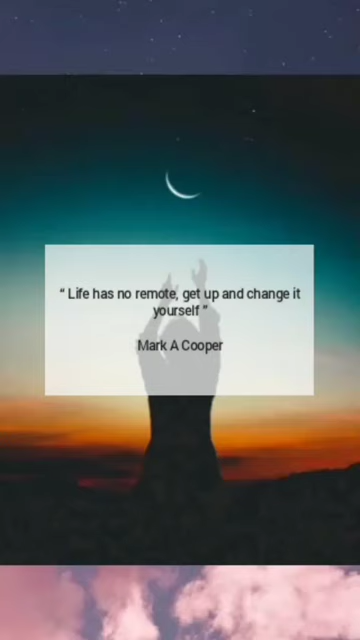 “ Life has no remote, get up and change it
yourself ”
Mark A Cooper